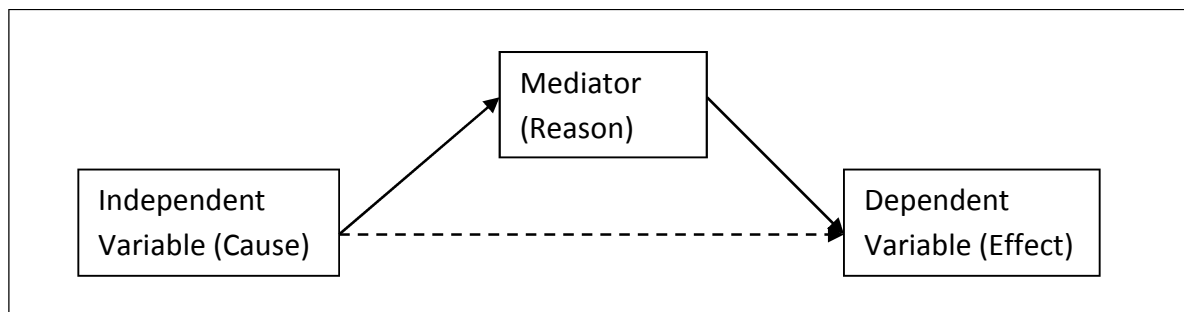 Mediator
(Reason)
Independent
Variable (Cause)
Dependent
Variable (Effect)